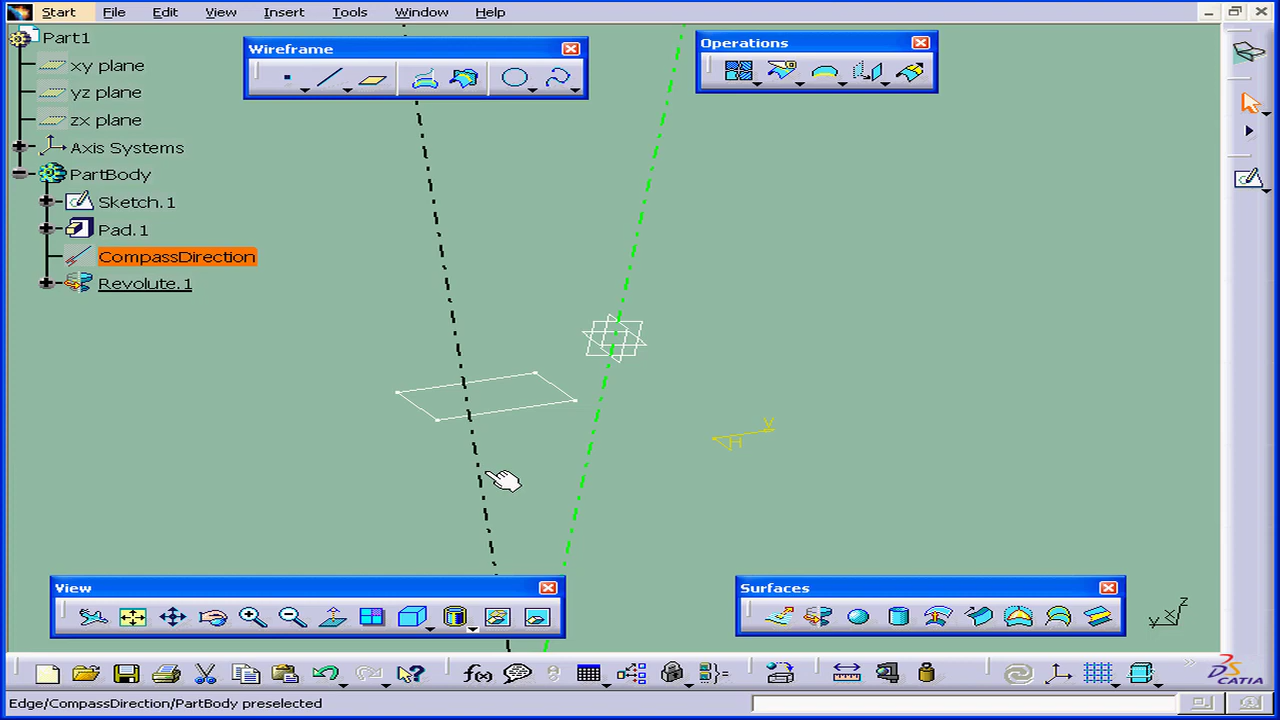 Start File Edit View Insert Tools Window Help
Part1
xy plane
yz plane
zx plane
Axis Systems
PartBody
Sketch.1
Pad.1
CompassDirection
Revolute.1
Wireframe
Operations
V
H
View
Surfaces
z
y x
f(x)
DS
CATIA
Edge/CompassDirection/PartBody preselected